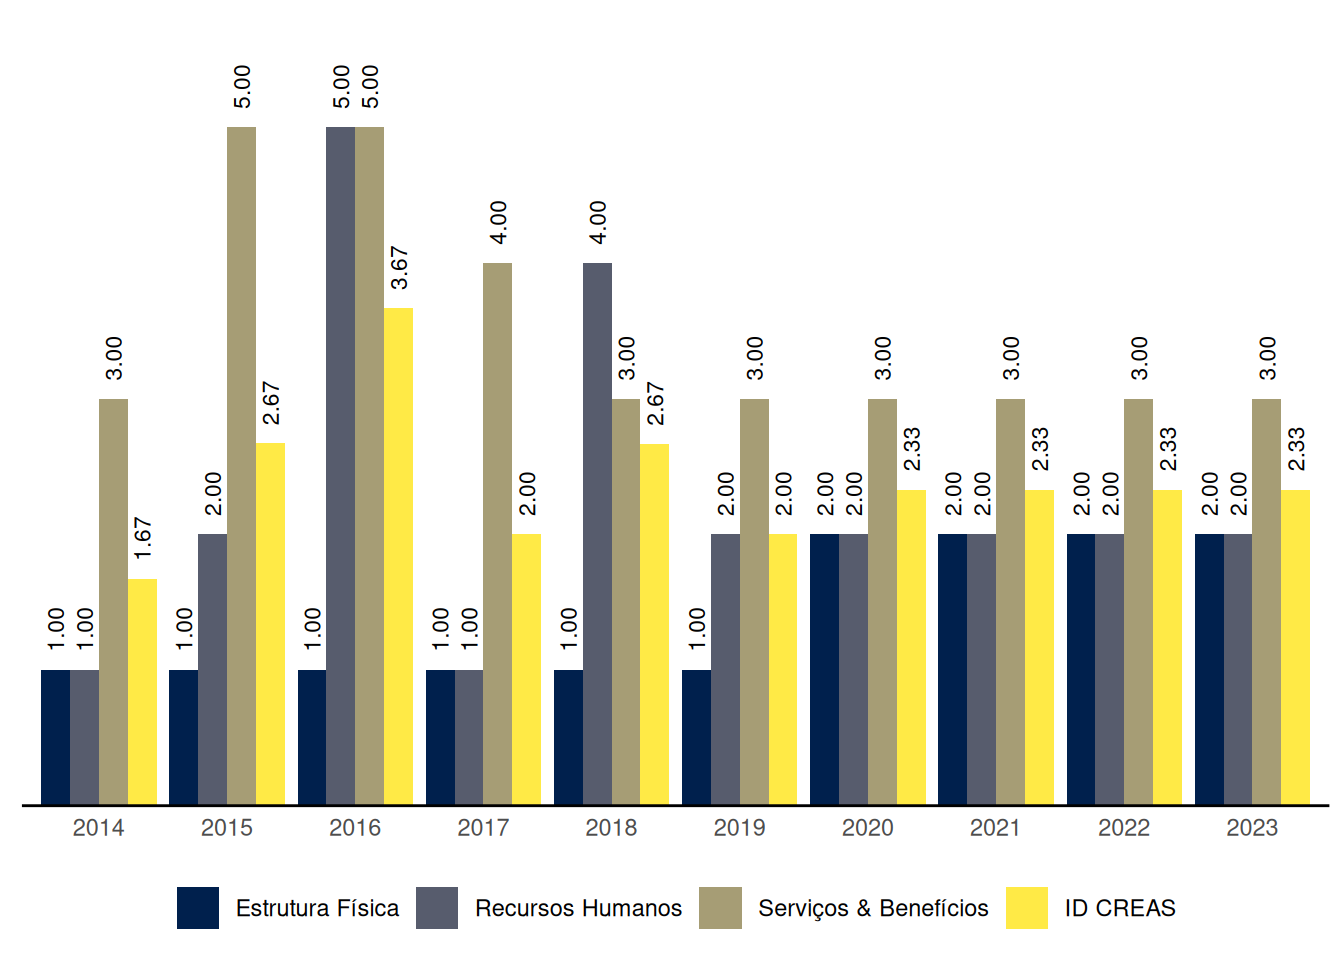 5.00 5.00 5.00
4.00 4.00
3.67
3.00 3.00 3.00 3.00 3.00 3.00 3.00
2.67 2.67
2.33 2.33 2.33 2.33
2.00 2.00 2.00 2.00 2.00 2.00 2.00 2.00 2.00 2.00 2.00 2.00
1.67
1.00 1.00 1.00 1.00 1.00 1.00 1.00 1.00
2014 2015 2016 2017 2018 2019 2020 2021 2022 2023
Estrutura Física Recursos Humanos Serviços & Benefícios ID CREAS